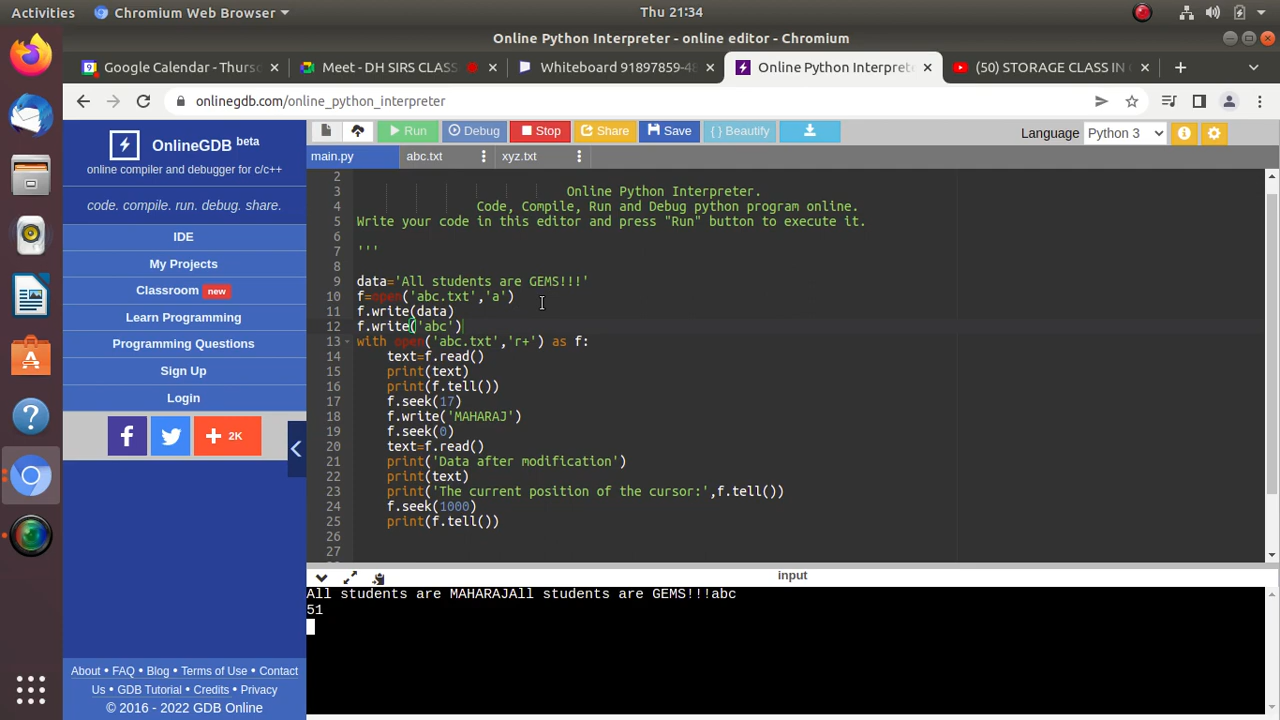 Activities Chromium Web Browser Thu 21:34
Online Python Interpreter - online editor - Chromium
Google Calendar - Thurs Meet - DH SIRS CLASS Whiteboard 91897859-48 Online Python Interprete (50) STORAGE CLASS IN
onlinegdb.com/online_python_interpreter
OnlineGDB beta
online compiler and debugger for c/c++
code. compile. run. debug. share.
IDE
My Projects
Classroom new
Learn Programming
Programming Questions
Sign Up
Login
f + 2K
About • FAQ • Blog • Terms of Use • Contact
Us • GDB Tutorial • Credits • Privacy
© 2016 - 2022 GDB Online
Run Debug Stop Share Save { } Beautify Language Python 3
main.py abc.txt xyz.txt
2
3 Online Python Interpreter.
4 Code, Compile, Run and Debug python program online.
5 Write your code in this editor and press "Run" button to execute it.
6
7 '''
8
9 data='All students are GEMS!!!'
10 f=open('abc.txt','a')
11 f.write(data)
12 f.write('abc')
13 with open('abc.txt','r+') as f:
14 text=f.read()
15 print(text)
16 print(f.tell())
17 f.seek(17)
18 f.write('MAHARAJ')
19 f.seek(0)
20 text=f.read()
21 print('Data after modification')
22 print(text)
23 print('The current position of the cursor:',f.tell())
24 f.seek(1000)
25 print(f.tell())
26
27
input
All students are MAHARAJAll students are GEMS!!!abc
51